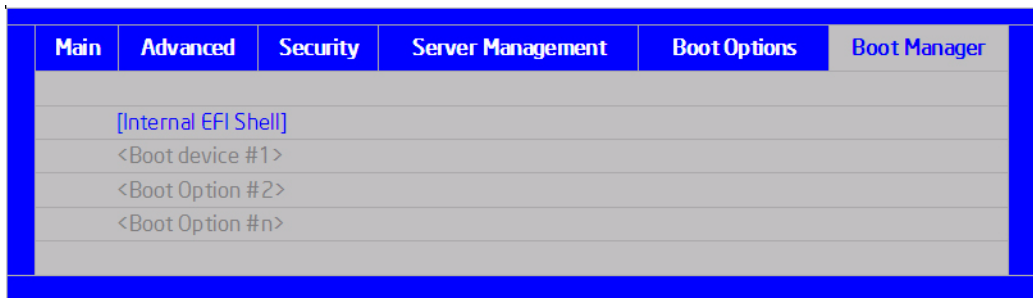 Main Advanced Security Server Management Boot Options Boot Manager
[Internal EFI Shell]
<Boot device #1>
<Boot Option #2>
<Boot Option #n>